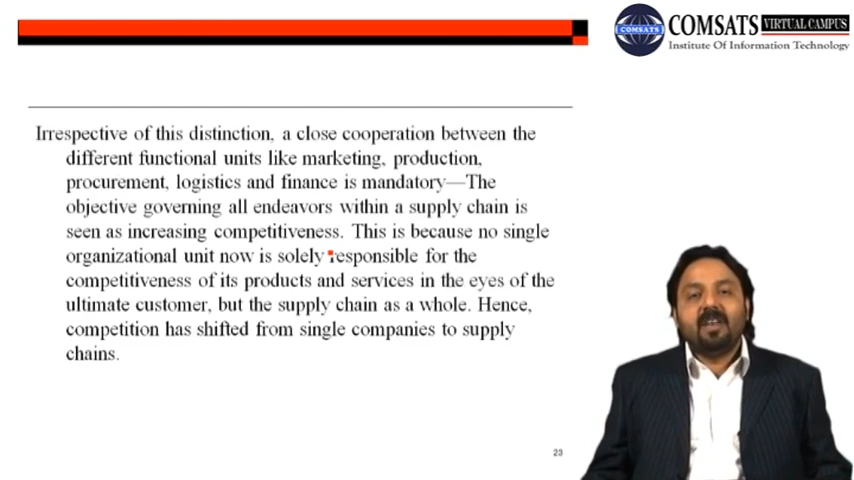 COMSATS
COMSATS VIRTUAL CAMPUS
Institute Of Information Technology
Irrespective of this distinction, a close cooperation between the
different functional units like marketing, production,
procurement, logistics and finance is mandatory—The
objective governing all endeavors within a supply chain is
seen as increasing competitiveness. This is because no single
organizational unit now is solely responsible for the
competitiveness of its products and services in the eyes of the
ultimate customer, but the supply chain as a whole. Hence,
competition has shifted from single companies to supply
chains.
23